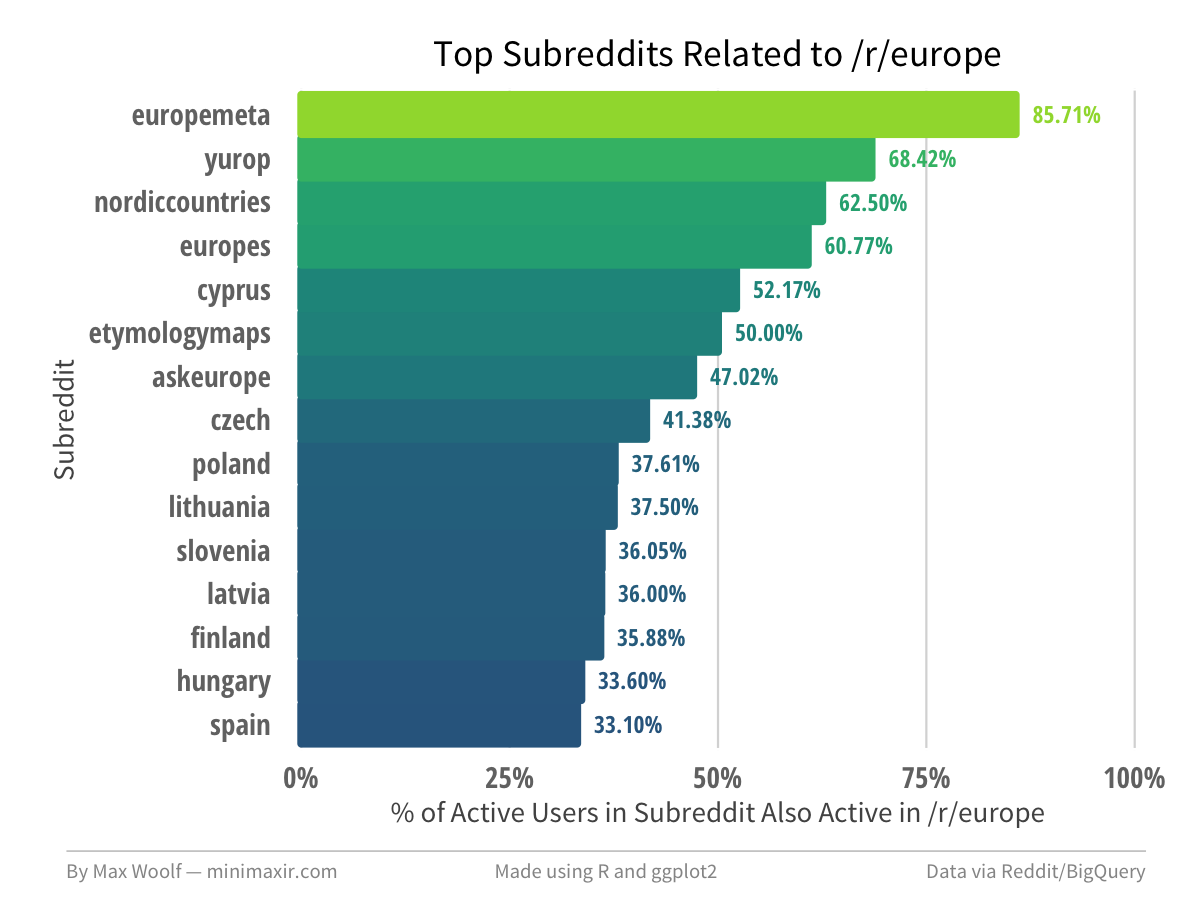 Top Subreddits Related to /r/europe
europemeta 85.71%
yurop 68.42%
nordiccountries 62.50%
europes 60.77%
cyprus 52.17%
etymologymaps 50.00%
askeurope 47.02%
czech 41.38%
poland 37.61%
lithuania 37.50%
slovenia 36.05%
latvia 36.00%
finland 35.88%
hungary 33.60%
spain 33.10%
Subreddit
0% 25% 50% 75% 100%
% of Active Users in Subreddit Also Active in /r/europe
By Max Woolf — minimaxir.com Made using R and ggplot2 Data via Reddit/BigQuery